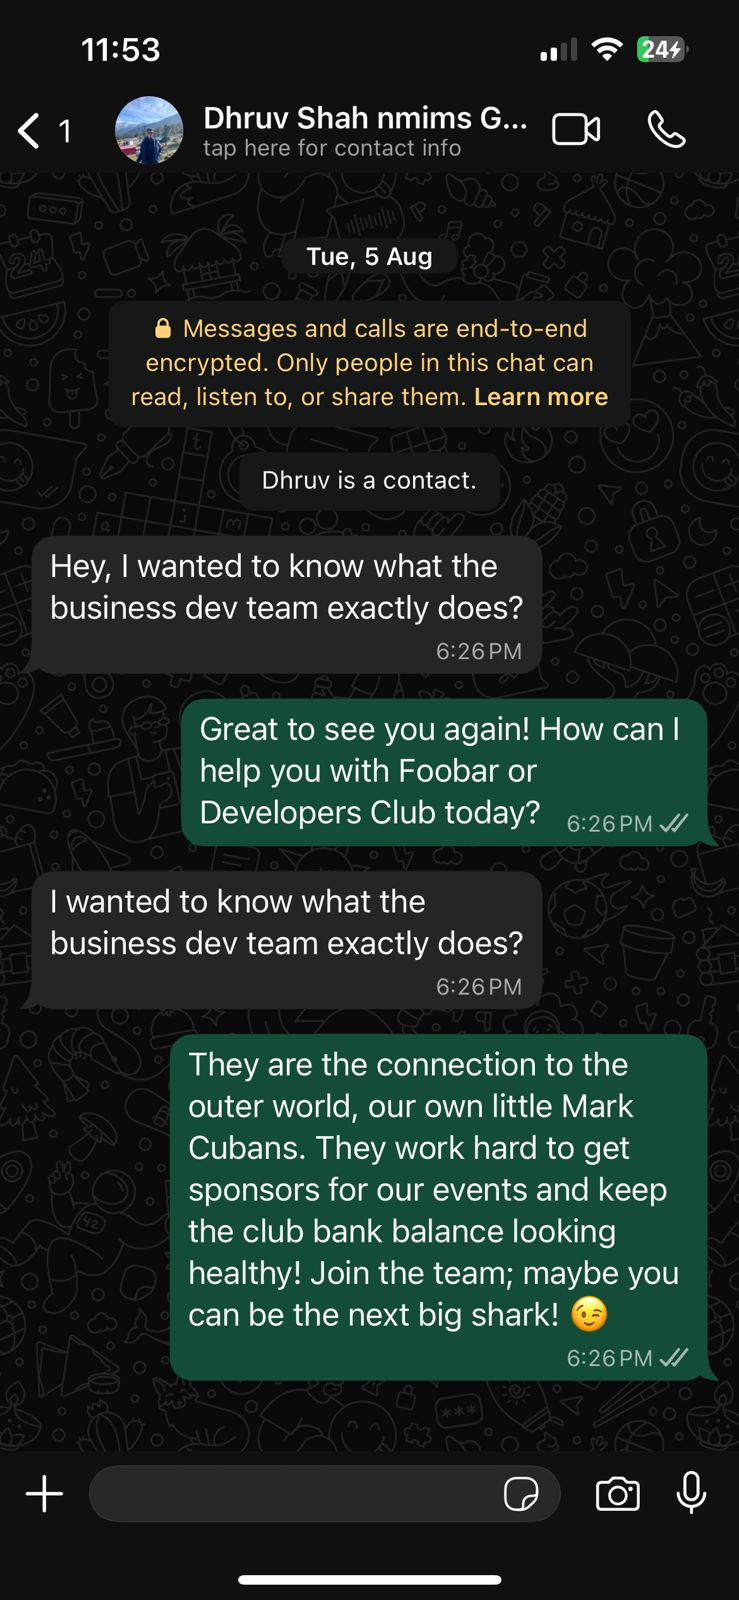 11:53
24
1
Dhruv Shah nmims G...
tap here for contact info
Tue, 5 Aug
Messages and calls are end-to-end
encrypted. Only people in this chat can
read, listen to, or share them. Learn more
Dhruv is a contact.
Hey, I wanted to know what the
business dev team exactly does?
6:26 PM
Great to see you again! How can I
help you with Foobar or
Developers Club today?
6:26 PM
I wanted to know what the
business dev team exactly does?
6:26 PM
They are the connection to the
outer world, our own little Mark
Cubans. They work hard to get
sponsors for our events and keep
the club bank balance looking
healthy! Join the team; maybe you
can be the next big shark! 😉
6:26 PM